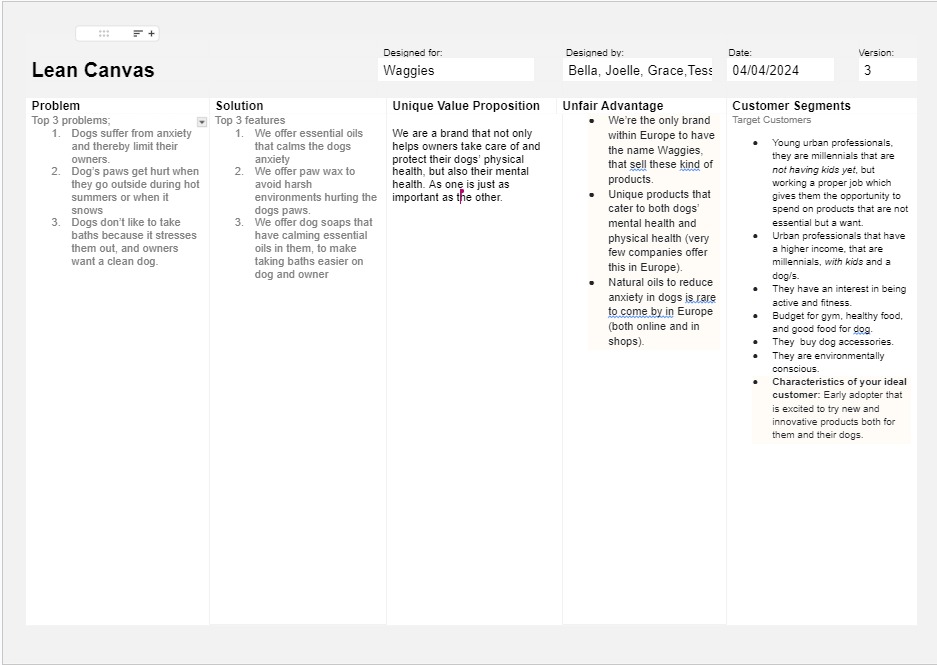 Designed for:
Designed by:
Date:
Version:
Lean Canvas
Waggies
Bella, Joelle, Grace,Tess
04/04/2024
3
Problem
Top 3 problems;
1. Dogs suffer from anxiety
and thereby limit their
owners.
2. Dog's paws get hurt when
they go outside during hot
summers or when it
snows
3. Dogs don't like to take
baths because it stresses
them out, and owners
want a clean dog.
Solution
Top 3 features
1. We offer essential oils
that calms the dogs
anxiety
2. We offer paw wax to
avoid harsh
environments hurting the
dogs paws.
3. We offer dog soaps that
have calming essential
oils in them, to make
taking baths easier on
dog and owner
Unique Value Proposition
We are a brand that not only
helps owners take care of and
protect their dogs' physical
health, but also their mental
health. As one is just as
important as the other.
Unfair Advantage
• We're the only brand
within Europe to have
the name Waggies,
that sell these kind of
products.
• Unique products that
cater to both dogs'
mental health and
physical health (very
few companies offer
this in Europe).
• Natural oils to reduce
anxiety in dogs is rare
to come by in Europe
(both online and in
shops).
Customer Segments
Target Customers
• Young urban professionals,
they are millennials that are
not having kids yet, but
working a proper job which
gives them the opportunity to
spend on products that are not
essential but a want.
• Urban professionals that have
a higher income, that are
millennials, with kids and a
dog/s.
• They have an interest in being
active and fitness.
• Budget for gym, healthy food,
and good food for dog.
• They  buy dog accessories.
• They are environmentally
conscious.
• Characteristics of your ideal
customer: Early adopter that
is excited to try new and
innovative products both for
them and their dogs.